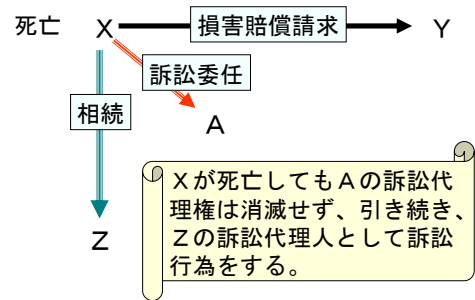 死亡 X 損害賠償請求 Y
訴訟委任
相続
A
Xが死亡してもAの訴訟代
理権は消滅せず、引き続き、
Zの訴訟代理人として訴訟
行為をする。
Z